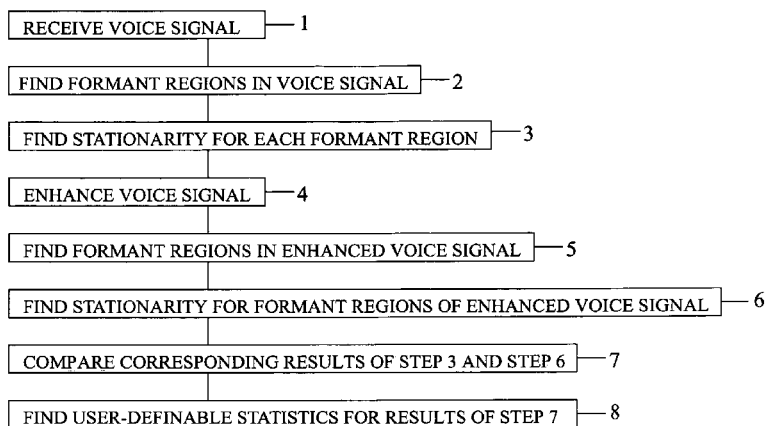 RECEIVE VOICE SIGNAL 1
FIND FORMANT REGIONS IN VOICE SIGNAL 2
FIND STATIONARITY FOR EACH FORMANT REGION 3
ENHANCE VOICE SIGNAL 4
FIND FORMANT REGIONS IN ENHANCED VOICE SIGNAL 5
FIND STATIONARITY FOR FORMANT REGIONS OF ENHANCED VOICE SIGNAL 6
COMPARE CORRESPONDING RESULTS OF STEP 3 AND STEP 6 7
FIND USER-DEFINABLE STATISTICS FOR RESULTS OF STEP 7 8